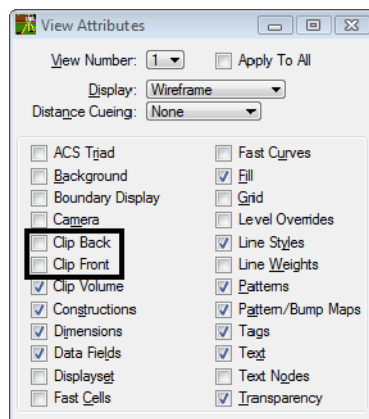 View Attributes
View Number: 1 Apply To All
Display: Wireframe
Distance Cueing: None
ACS Triad
Background
Boundary Display
Camera
Clip Back
Clip Front
Clip Volume
Constructions
Dimensions
Data Fields
Displayset
Fast Cells
Fast Curves
Fill
Grid
Level Overrides
Line Styles
Line Weights
Patterns
Pattern/Bump Maps
Tags
Text
Text Nodes
Transparency